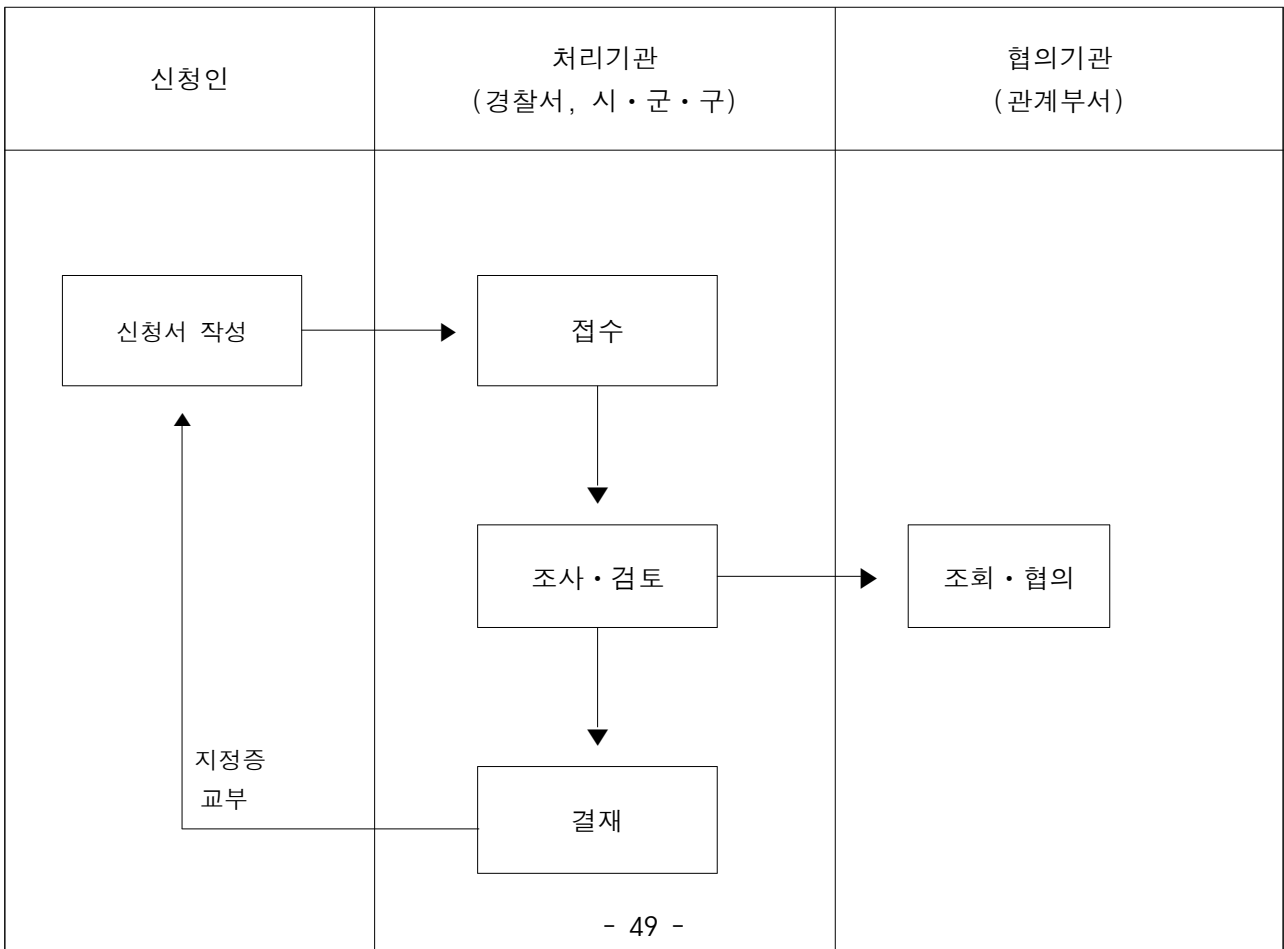 신청인
처리기관
(경찰서, 시・군・구)
협의기관
(관계부서)
신청서 작성
접수
조사・검토
조회・협의
지정증
교부
결재
- 49 -